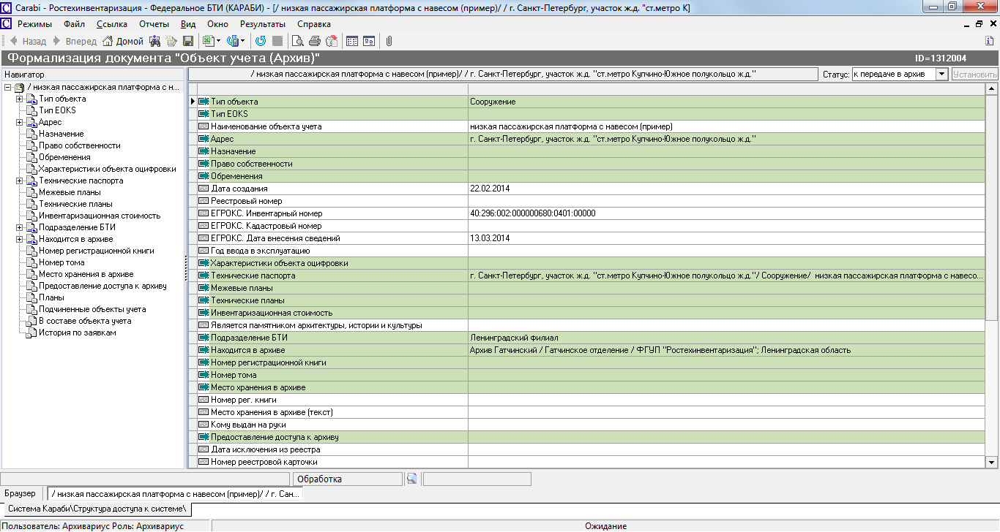 Carabi - Ростехинвентаризация - Федеральное БТИ (КАРАБИ) - [/ низкая пассажирская платформа с навесом (пример)/ / г. Санкт-Петербург, участок ж.д. "ст.метро К]
Режимы Файл Ссылка Отчеты Вид Окно Результаты Справка
Назад Вперед Домой
Формализация документа "Объект учета (Архив)" ID=1312004
Навигатор
/ низкая пассажирская платформа с н...
Тип объекта
Тип EOKS
Адрес
Назначение
Право собственности
Обременения
Характеристики объекта оцифровки
Технические паспорта
Межевые планы
Технические планы
Инвентаризационная стоимость
Подразделение БТИ
Находится в архиве
Номер регистрационной книги
Номер тома
Место хранения в архиве
Предоставление доступа к архиву
Планы
Подчиненные объекты учета
В составе объекта учета
История по заявкам
/ низкая пассажирская платформа с навесом (пример)/ / г. Санкт-Петербург, участок ж.д. "ст.метро Купчино-Южное полукольцо ж.д." Статус: к передаче в архив Установить
Тип объекта Сооружение
Тип EOKS
Наименование объекта учета низкая пассажирская платформа с навесом (пример)
Адрес г. Санкт-Петербург, участок ж.д. "ст.метро Купчино-Южное полукольцо ж.д."
Назначение
Право собственности
Обременения
Дата создания 22.02.2014
Реестровый номер
ЕГРОКС. Инвентарный номер 40:296:002:000000680:0401:00000
ЕГРОКС. Кадастровый номер
ЕГРОКС. Дата внесения сведений 13.03.2014
Год ввода в эксплуатацию
Характеристики объекта оцифровки
Технические паспорта г. Санкт-Петербург, участок ж.д. "ст.метро Купчино-Южное полукольцо ж.д."/ Сооружение/ низкая пассажирская платформа с навесо...
Межевые планы
Технические планы
Инвентаризационная стоимость
Является памятником архитектуры, истории и культуры
Подразделение БТИ Ленинградский филиал
Находится в архиве Архив Гатчинский / Гатчинское отделение / ФГУП "Ростехинвентаризация"; Ленинградская область
Номер регистрационной книги
Номер тома
Место хранения в архиве
Номер рег. книги
Место хранения в архиве (текст)
Кому выдан на руки
Предоставление доступа к архиву
Дата исключения из реестра
Номер реестровой карточки
Обработка
Браузер / низкая пассажирская платформа с навесом (пример)/ / г. Сан...
Система Караби\Структура доступа к системе\
Пользователь: Архивариус Роль: Архивариус Ожидание